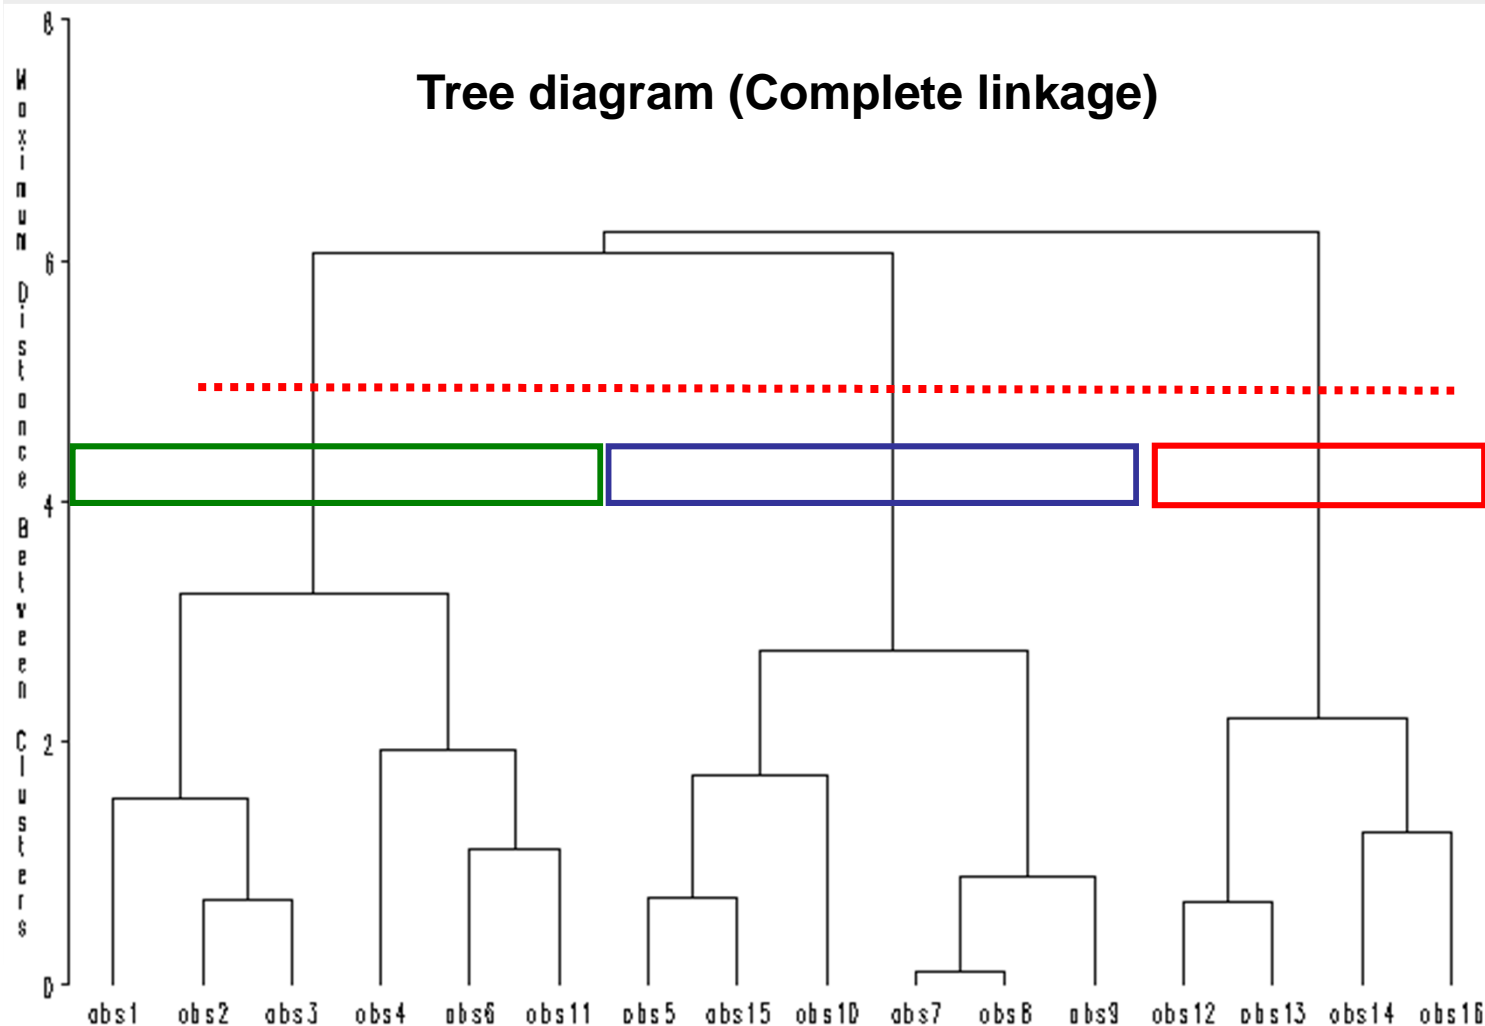 Tree diagram (Complete linkage)
Maximum Distance Between Clusters
8
6
4
2
0
obs1 obs2 obs3 obs4 obs6 obs11 obs5 obs15 obs10 obs7 obs8 obs9 obs12 obs13 obs14 obs16